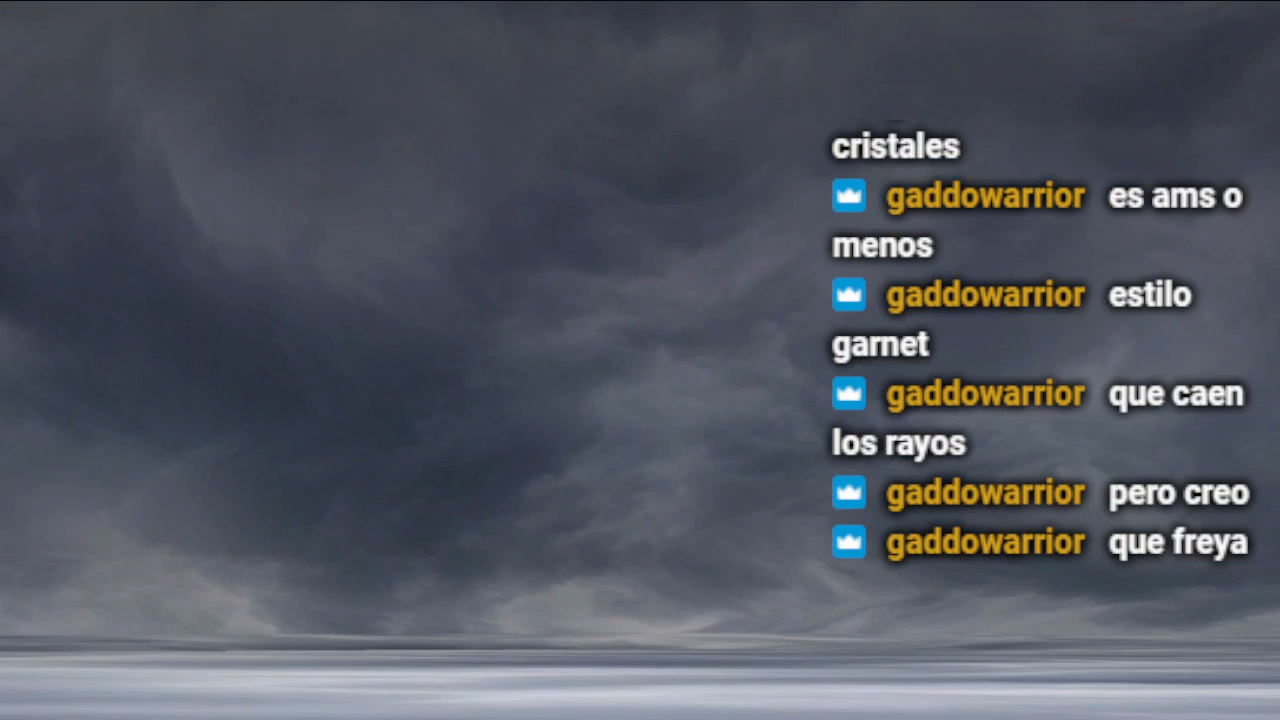 cristales
gaddowarrior es ams o
menos
gaddowarrior estilo
garnet
gaddowarrior que caen
los rayos
gaddowarrior pero creo
gaddowarrior que freya